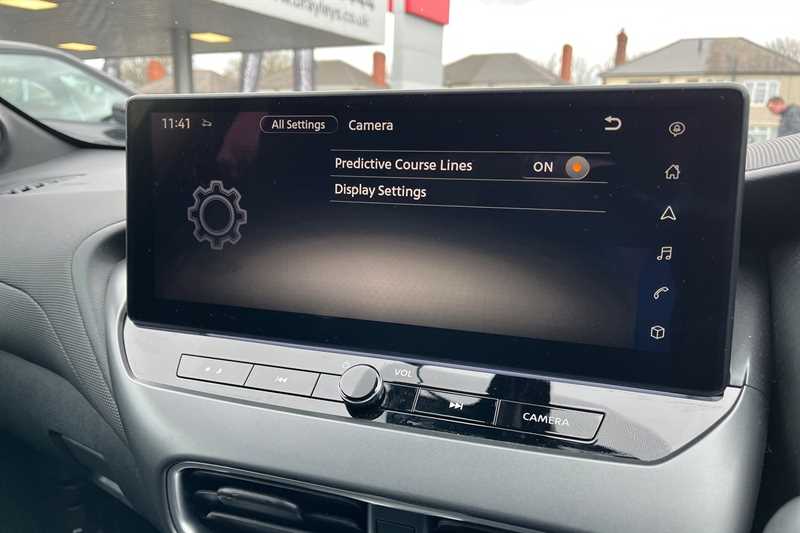 11:41 All Settings Camera
Predictive Course Lines ON
Display Settings
VOL
CAMERA